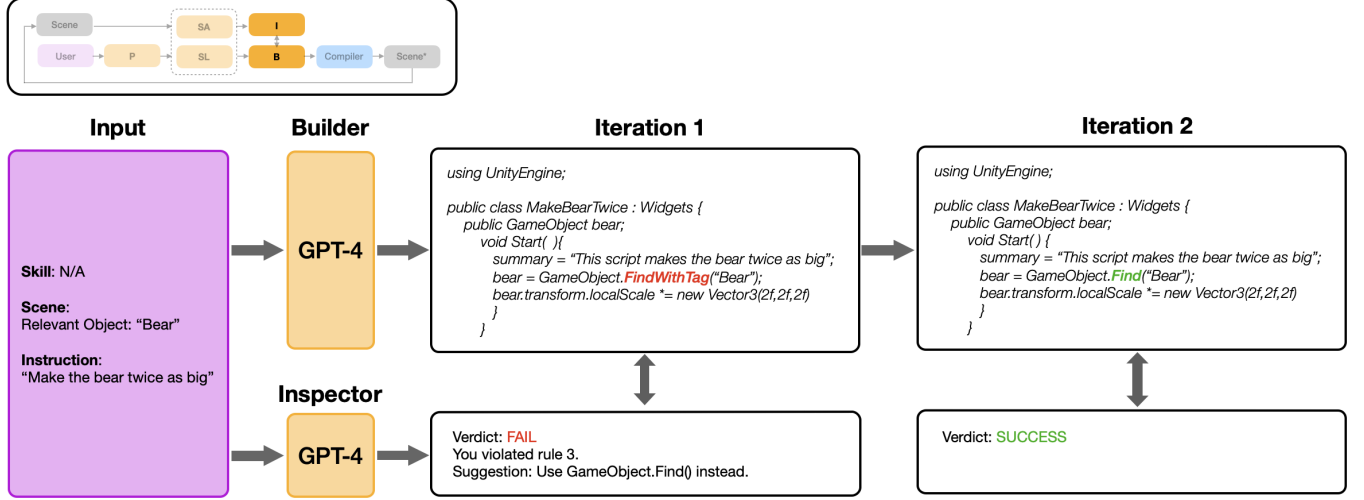 Scene
SA
I
User
P
SL
B
Compiler
Scene*
Input
Builder
Iteration 1
Iteration 2
Skill: N/A
Scene:
Relevant Object: “Bear”
Instruction:
“Make the bear twice as big”
GPT-4
using UnityEngine;
public class MakeBearTwice : Widgets {
public GameObject bear;
void Start( ){
summary = “This script makes the bear twice as big”;
bear = GameObject.FindWithTag(“Bear”);
bear.transform.localScale *= new Vector3(2f,2f,2f)
}
}
using UnityEngine;
public class MakeBearTwice : Widgets {
public GameObject bear;
void Start( ) {
summary = “This script makes the bear twice as big”;
bear = GameObject.Find(“Bear”);
bear.transform.localScale *= new Vector3(2f,2f,2f)
}
}
Inspector
GPT-4
Verdict: FAIL
You violated rule 3.
Suggestion: Use GameObject.Find() instead.
Verdict: SUCCESS